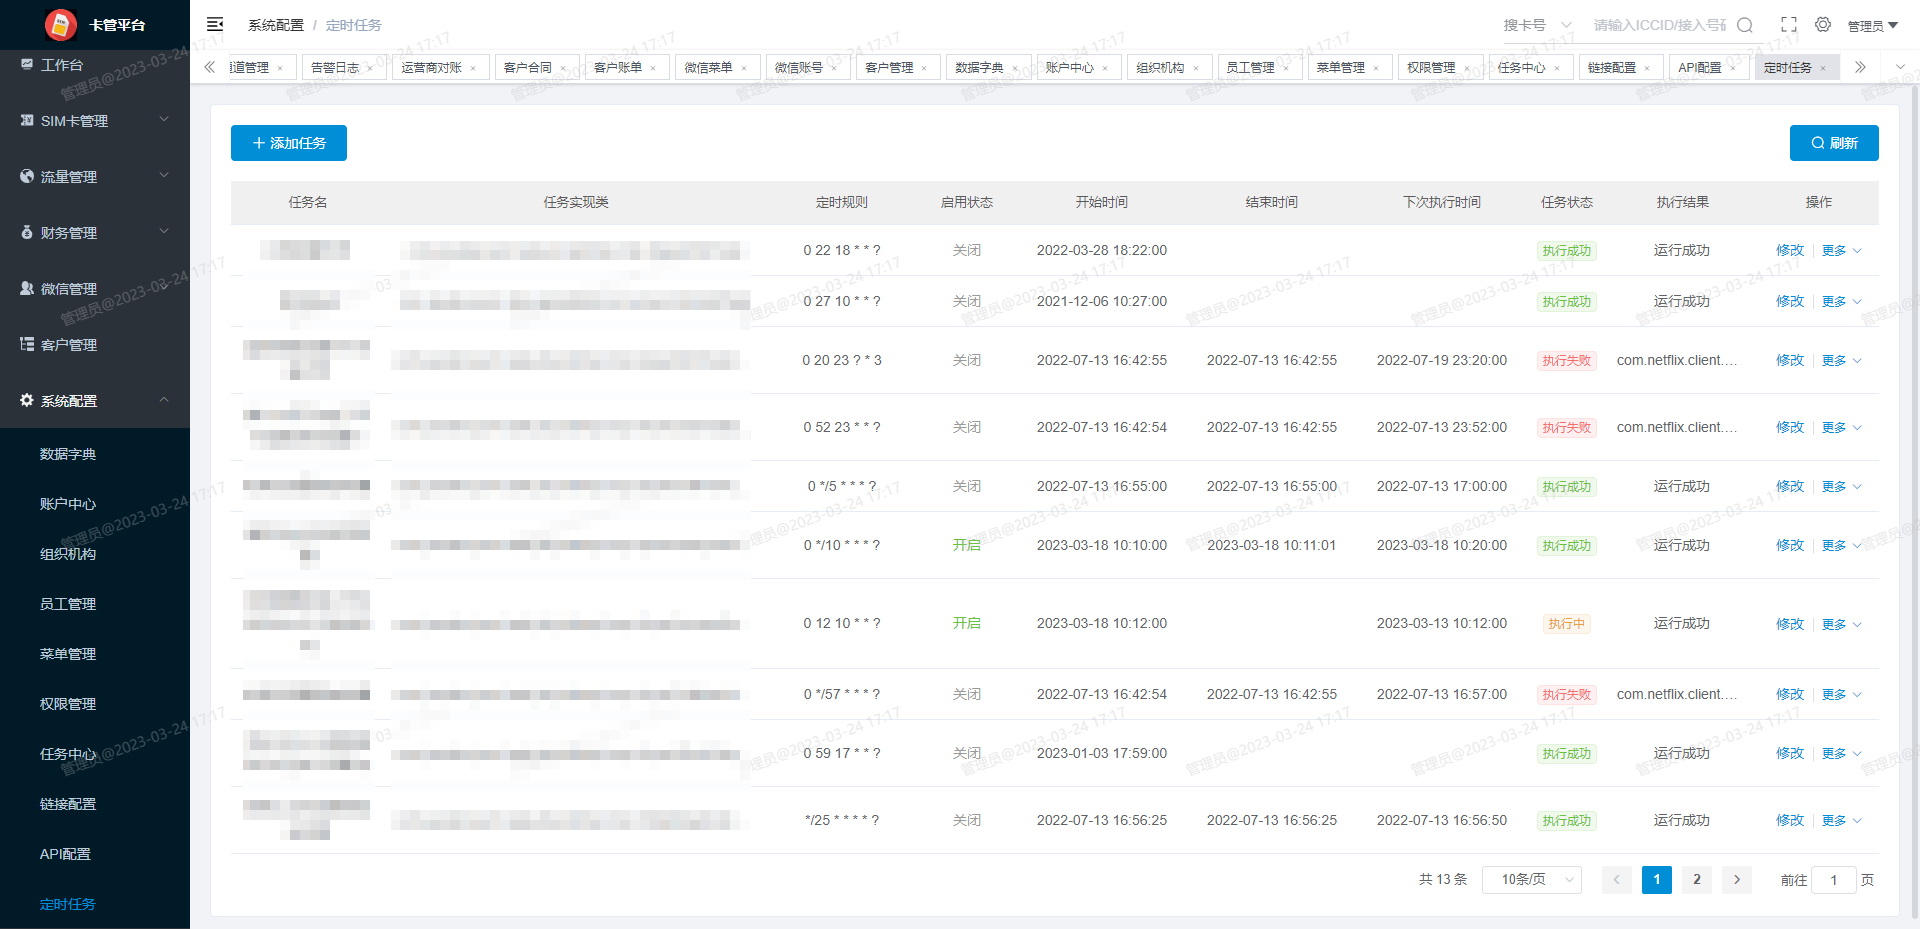 卡管平台
系统配置 / 定时任务
搜卡号
请输入ICCID/接入号码
管理员
道管理 ×
告警日志 ×
运营商对账 ×
客户合同 ×
客户账单 ×
微信菜单 ×
微信账号 ×
客户管理 ×
数据字典 ×
账户中心 ×
组织机构 ×
员工管理 ×
菜单管理 ×
权限管理 ×
任务中心 ×
链接配置 ×
API配置 ×
定时任务 ×
工作台
SIM卡管理
流量管理
财务管理
微信管理
客户管理
系统配置
数据字典
账户中心
组织机构
员工管理
菜单管理
权限管理
任务中心
链接配置
API配置
定时任务
+ 添加任务
刷新
任务名 任务实现类 定时规则 启用状态 开始时间 结束时间 下次执行时间 任务状态 执行结果 操作
0 22 18 * * ? 关闭 2022-03-28 18:22:00 执行成功 运行成功 修改 更多
0 27 10 * * ? 关闭 2021-12-06 10:27:00 执行成功 运行成功 修改 更多
0 20 23 ? * 3 关闭 2022-07-13 16:42:55 2022-07-13 16:42:55 2022-07-19 23:20:00 执行失败 com.netflix.client.… 修改 更多
0 52 23 * * ? 关闭 2022-07-13 16:42:54 2022-07-13 16:42:55 2022-07-13 23:52:00 执行失败 com.netflix.client.… 修改 更多
0 */5 * * * ? 关闭 2022-07-13 16:55:00 2022-07-13 16:55:00 2022-07-13 17:00:00 执行成功 运行成功 修改 更多
0 */10 * * * ? 开启 2023-03-18 10:10:00 2023-03-18 10:11:01 2023-03-18 10:20:00 执行成功 运行成功 修改 更多
0 12 10 * * ? 开启 2023-03-18 10:12:00 2023-03-13 10:12:00 执行中 运行成功 修改 更多
0 */57 * * * ? 关闭 2022-07-13 16:42:54 2022-07-13 16:42:55 2022-07-13 16:57:00 执行失败 com.netflix.client.… 修改 更多
0 59 17 * * ? 关闭 2023-01-03 17:59:00 执行成功 运行成功 修改 更多
*/25 * * * * ? 关闭 2022-07-13 16:56:25 2022-07-13 16:56:25 2022-07-13 16:56:50 执行成功 运行成功 修改 更多
共 13 条 10条/页 1 2 前往 1 页
管理员@2023-03-24 17:17